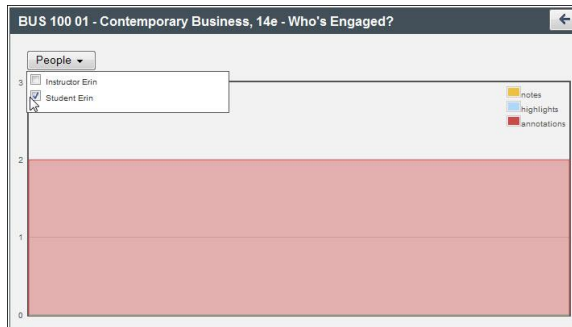 BUS 100 01 - Contemporary Business, 14e - Who's Engaged?
People
Instructor Erin
Student Erin
3
notes
highlights
annotations
2
1
0